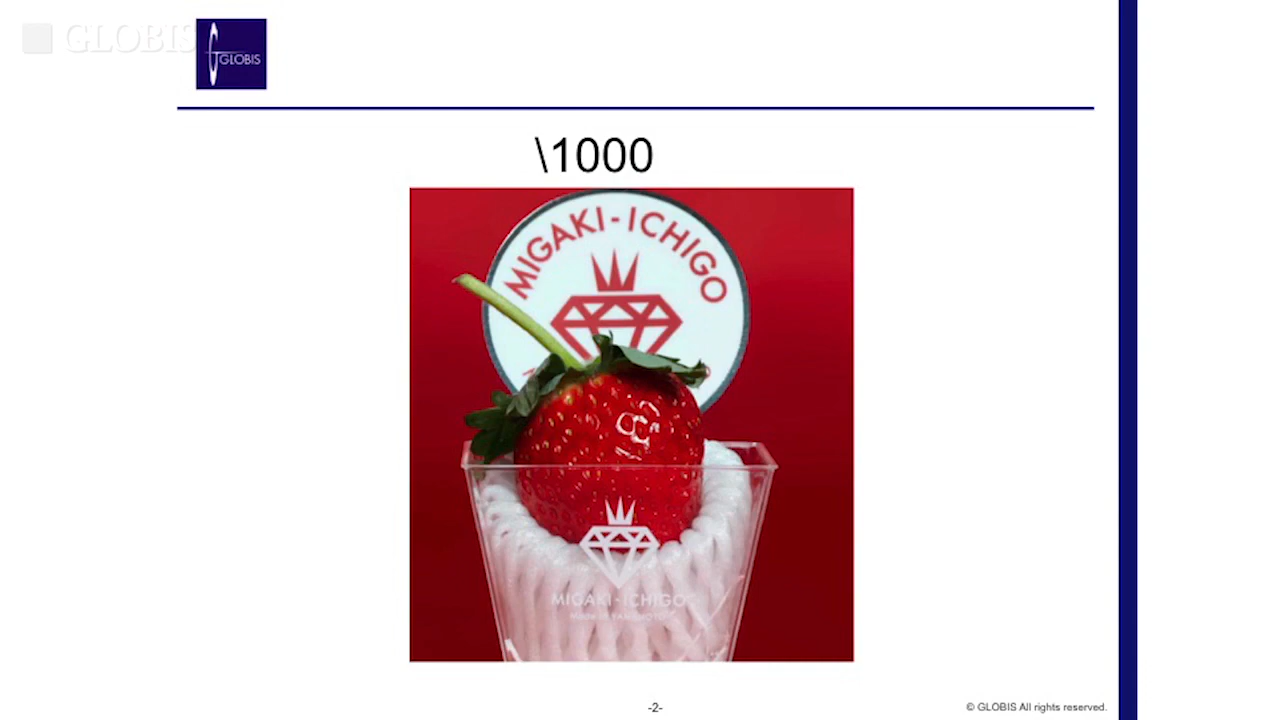 GLOBIS
GLOBIS
\1000
MIGAKI-ICHIGO
MIGAKI-ICHIGO
-2-
© GLOBIS All rights reserved.